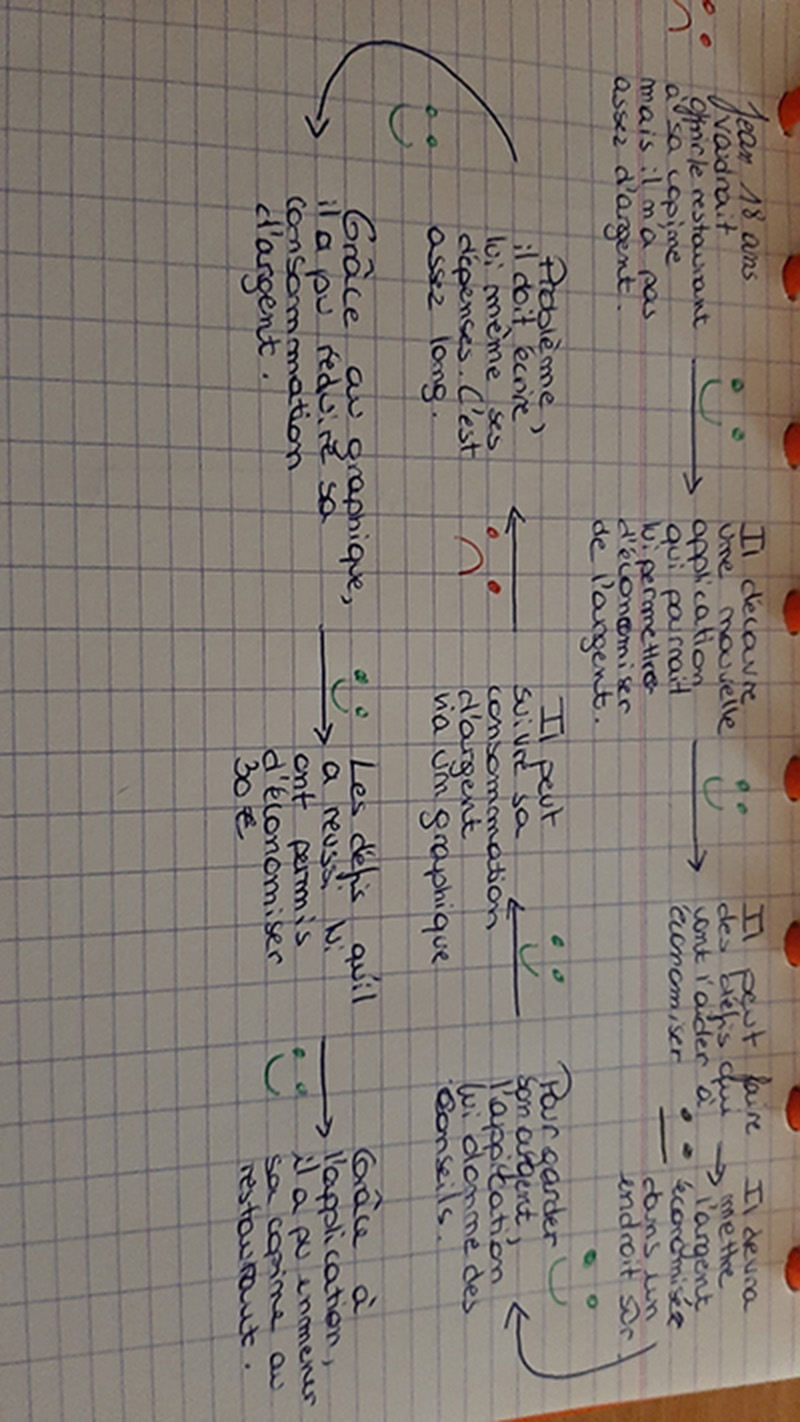 Jean 18 ans
voudrait
offrir le restaurant
à sa copine
mais il n'a pas
assez d'argent.
Il découvre
une nouvelle
application
qui pourrait
lui permettre
d'économiser
de l'argent.
Il peut faire
des défis qui
vont l'aider à
économiser
Il devra
mettre
l'argent
économisée
dans un
endroit sûr
Pour garder
son argent,
l'application
lui donne des
conseils.
Il peut
suivre sa
consommation
d'argent
via un graphique
Problème,
il doit écrire
lui même ses
dépenses. C'est
assez long.
Grâce au graphique,
il a pu réduire sa
consommation
d'argent.
Les défis qu'il
a reussi lui
ont permis
d'économiser
30 €
Grâce à
l'application,
il a pu emmener
sa copine au
restaurant.